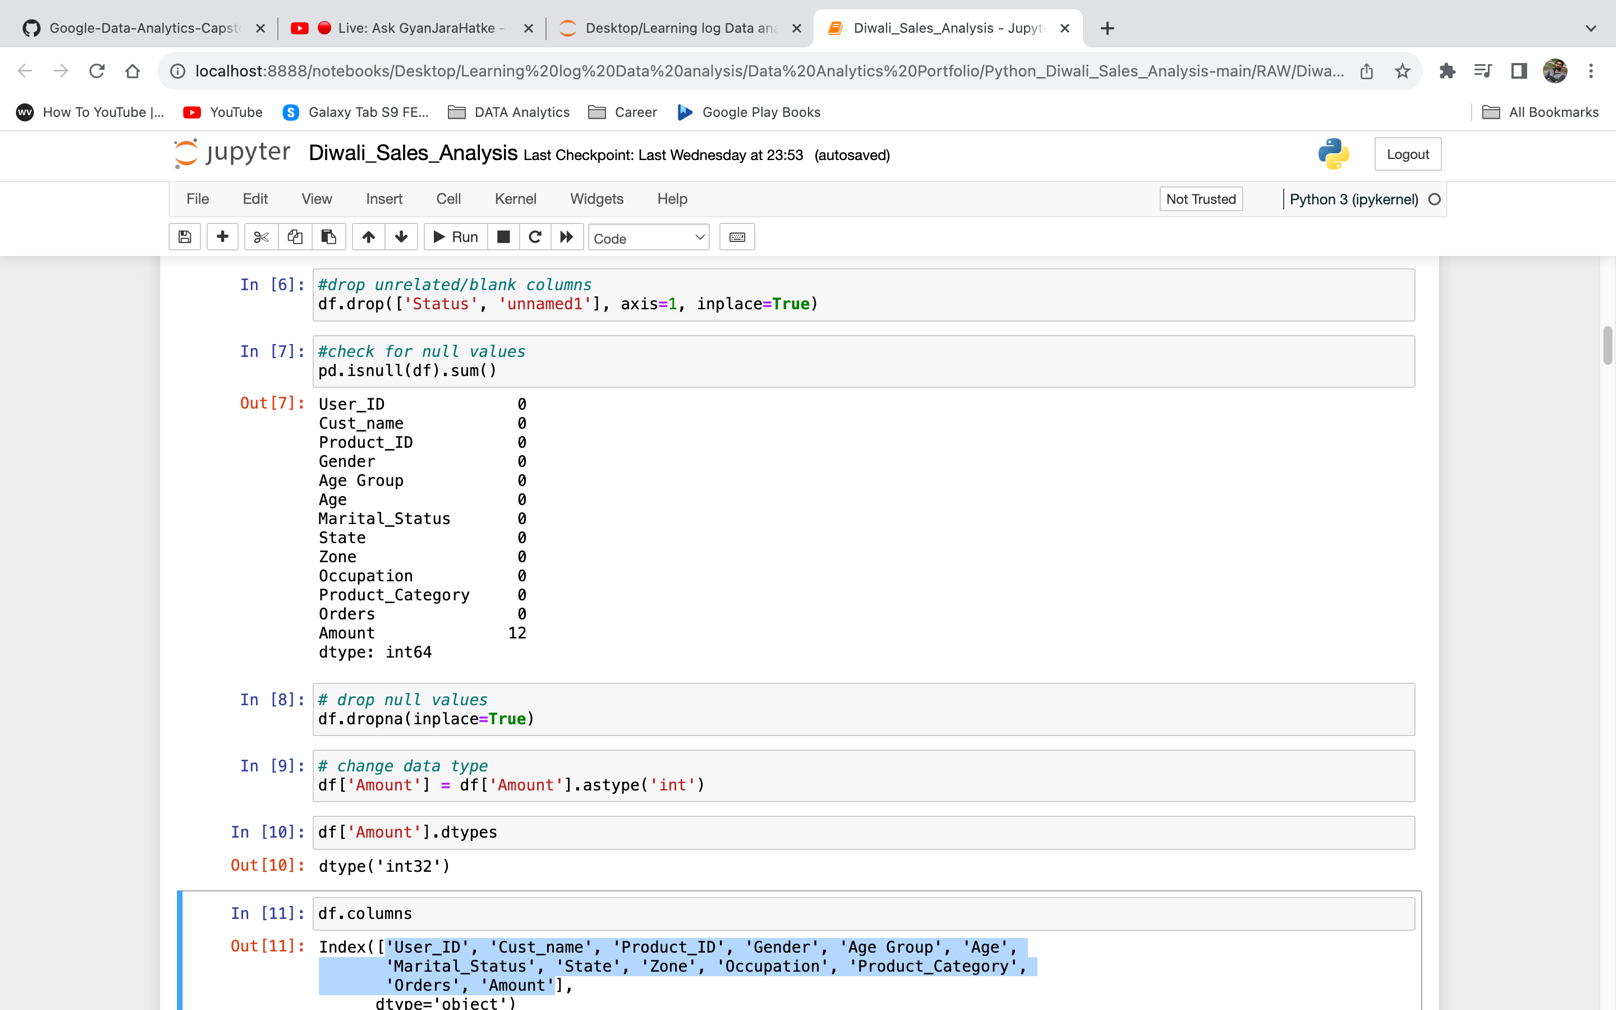 Google-Data-Analytics-Capst
Live: Ask GyanJaraHatke -
Desktop/Learning log Data ana
Diwali_Sales_Analysis - Jupyt
localhost:8888/notebooks/Desktop/Learning%20log%20Data%20analysis/Data%20Analytics%20Portfolio/Python_Diwali_Sales_Analysis-main/RAW/Diwa...
How To YouTube |...
YouTube
Galaxy Tab S9 FE...
DATA Analytics
Career
Google Play Books
All Bookmarks
jupyter Diwali_Sales_Analysis Last Checkpoint: Last Wednesday at 23:53 (autosaved)
Logout
File Edit View Insert Cell Kernel Widgets Help
Not Trusted
Python 3 (ipykernel)
Run
Code
In [6]: #drop unrelated/blank columns
df.drop(['Status', 'unnamed1'], axis=1, inplace=True)
In [7]: #check for null values
pd.isnull(df).sum()
Out[7]: User_ID 0
Cust_name 0
Product_ID 0
Gender 0
Age Group 0
Age 0
Marital_Status 0
State 0
Zone 0
Occupation 0
Product_Category 0
Orders 0
Amount 12
dtype: int64
In [8]: # drop null values
df.dropna(inplace=True)
In [9]: # change data type
df['Amount'] = df['Amount'].astype('int')
In [10]: df['Amount'].dtypes
Out[10]: dtype('int32')
In [11]: df.columns
Out[11]: Index(['User_ID', 'Cust_name', 'Product_ID', 'Gender', 'Age Group', 'Age',
'Marital_Status', 'State', 'Zone', 'Occupation', 'Product_Category',
'Orders', 'Amount'],
dtype='object')